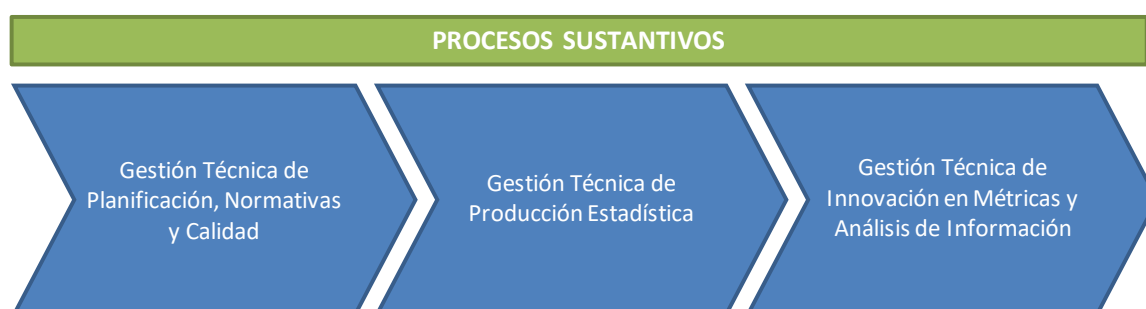 PROCESOS SUSTANTIVOS
Gestión Técnica de
Planificación, Normativas
y Calidad
Gestión Técnica de
Producción Estadística
Gestión Técnica de
Innovación en Métricas y
Análisis de Información